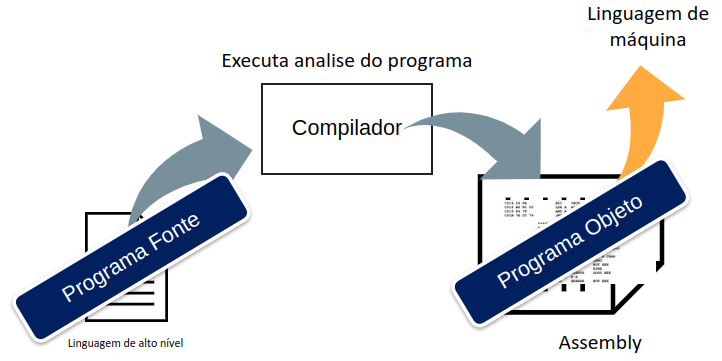 Linguagem de
máquina
Executa analise do programa
Compilador
Programa Fonte
Programa Objeto
Linguagem de alto nível
Assembly